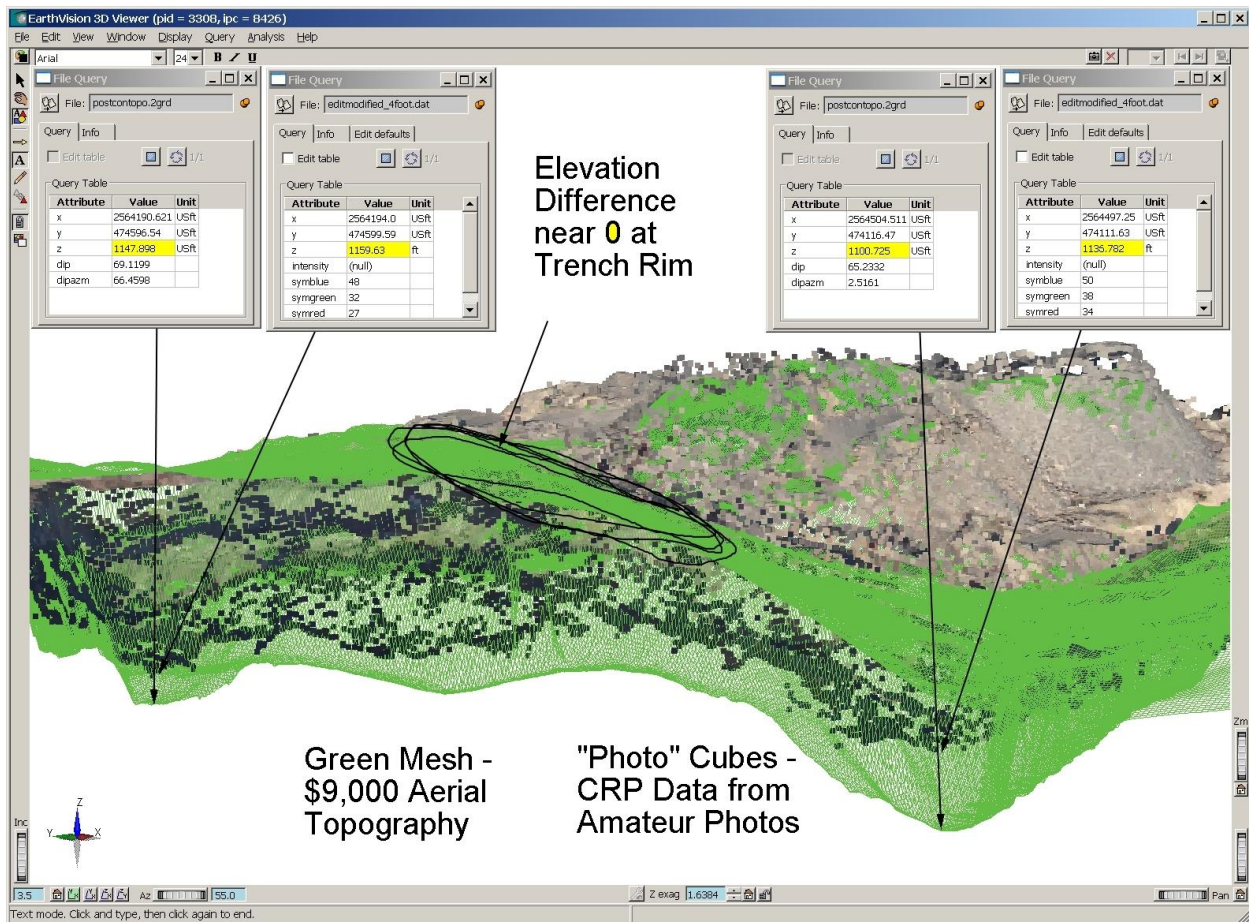 EarthVision 3D Viewer (pid = 3308, ipc = 8426)
File Edit View Window Display Query Analysis Help
Arial 24 B I U
File Query
File: postcontopo.2grd
Query Info
Edit table 1/1
Query Table
Attribute Value Unit
x 2564190.621 USft
y 474596.54 USft
z 1147.898 USft
dip 69.1199
dipazm 66.4598
File Query
File: editmodified_4foot.dat
Query Info Edit defaults
Edit table 1/1
Query Table
Attribute Value Unit
x 2564194.0 USft
y 474599.59 USft
z 1159.63 ft
intensity (null)
symblue 48
symgreen 32
symred 27
Elevation
Difference
near 0 at
Trench Rim
File Query
File: postcontopo.2grd
Query Info
Edit table 1/1
Query Table
Attribute Value Unit
x 2564504.511 USft
y 474116.47 USft
z 1100.725 USft
dip 65.2332
dipazm 2.5161
File Query
File: editmodified_4foot.dat
Query Info Edit defaults
Edit table 1/1
Query Table
Attribute Value Unit
x 2564497.25 USft
y 474111.63 USft
z 1136.782 ft
intensity (null)
symblue 50
symgreen 38
symred 34
Green Mesh -
$9,000 Aerial
Topography
"Photo" Cubes -
CRP Data from
Amateur Photos
Z
Y X
Inc
Zm
3.5 Az 55.0 Z exag 1.6384 Pan
Text mode. Click and type, then click again to end.